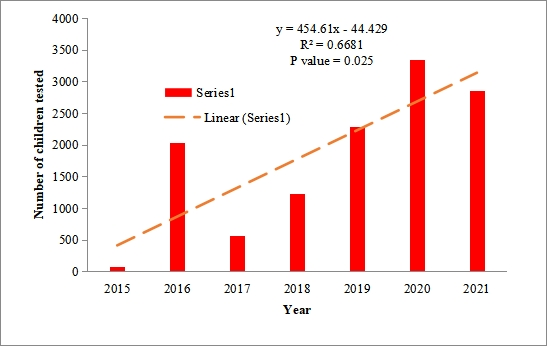 y = 454.61x - 44.429
R² = 0.6681
P value = 0.025
4000
3500
3000
2500
2000
1500
1000
500
0
Number of children tested
Series1
Linear (Series1)
2015 2016 2017 2018 2019 2020 2021
Year